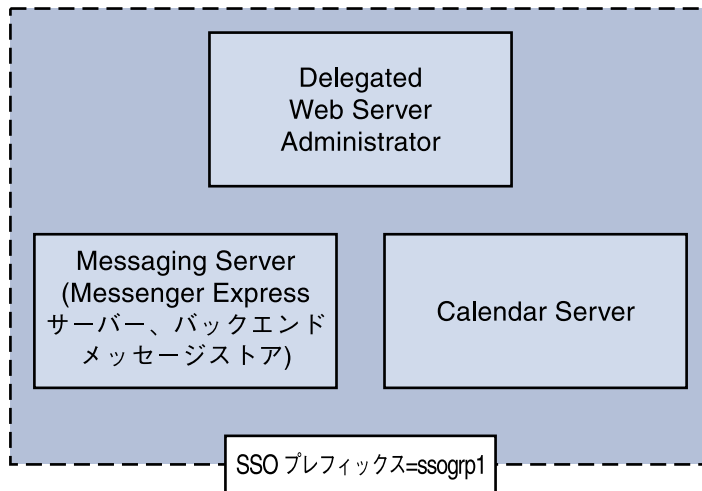 Delegated
Web Server
Administrator
Messaging Server
(Messenger Express
サーバー、バックエンド
メッセージストア)
Calendar Server
SSO プレフィックス=ssogrp1